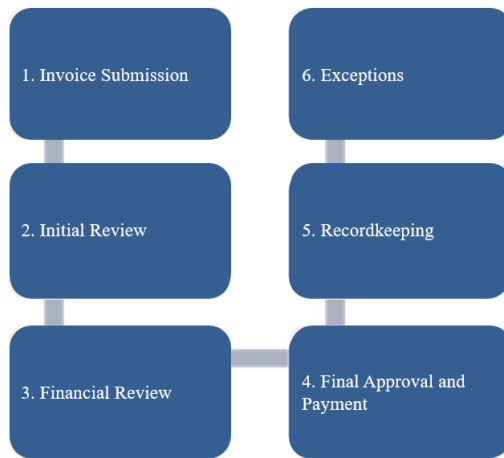 1. Invoice Submission
2. Initial Review
3. Financial Review
4. Final Approval and
Payment
5. Recordkeeping
6. Exceptions